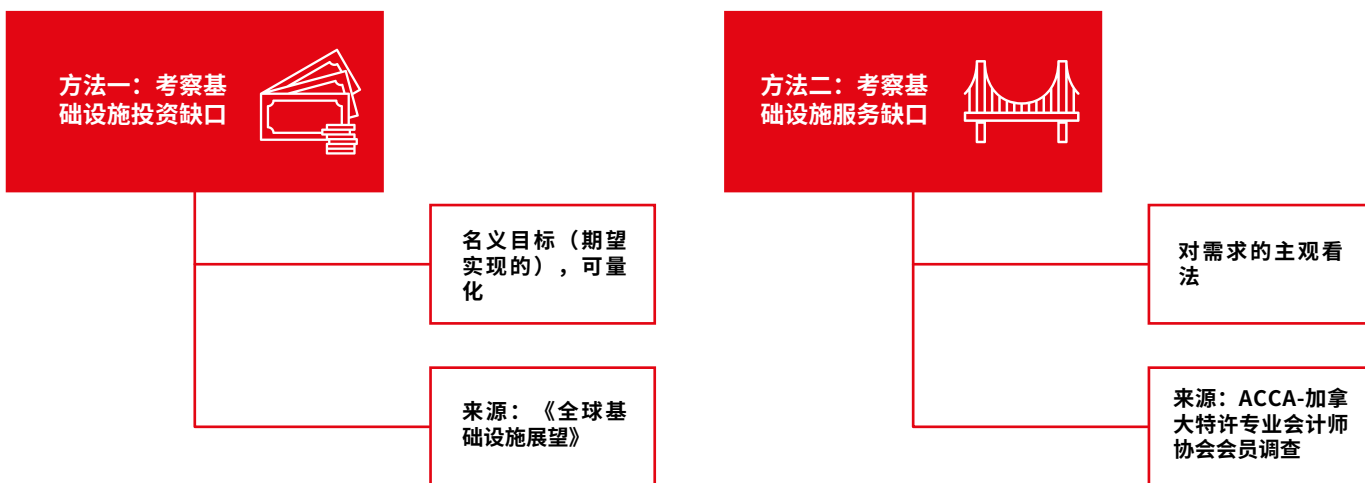 方法一：考察基
础设施投资缺口
名义目标（期望
实现的），可量
化
来源：《全球基
础设施展望》
方法二：考察基
础设施服务缺口
对需求的主观看
法
来源：ACCA-加拿
大特许专业会计师
协会会员调查